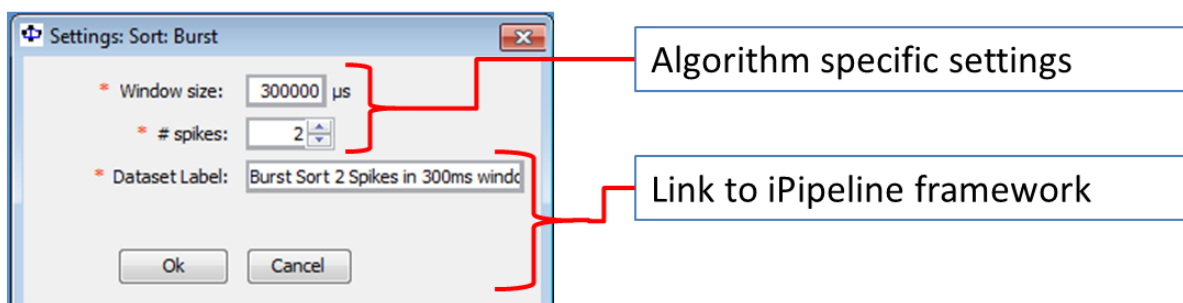 Settings: Sort: Burst
* Window size: 300000 µs
* # spikes: 2
* Dataset Label: Burst Sort 2 Spikes in 300ms windo
Ok Cancel
Algorithm specific settings
Link to iPipeline framework